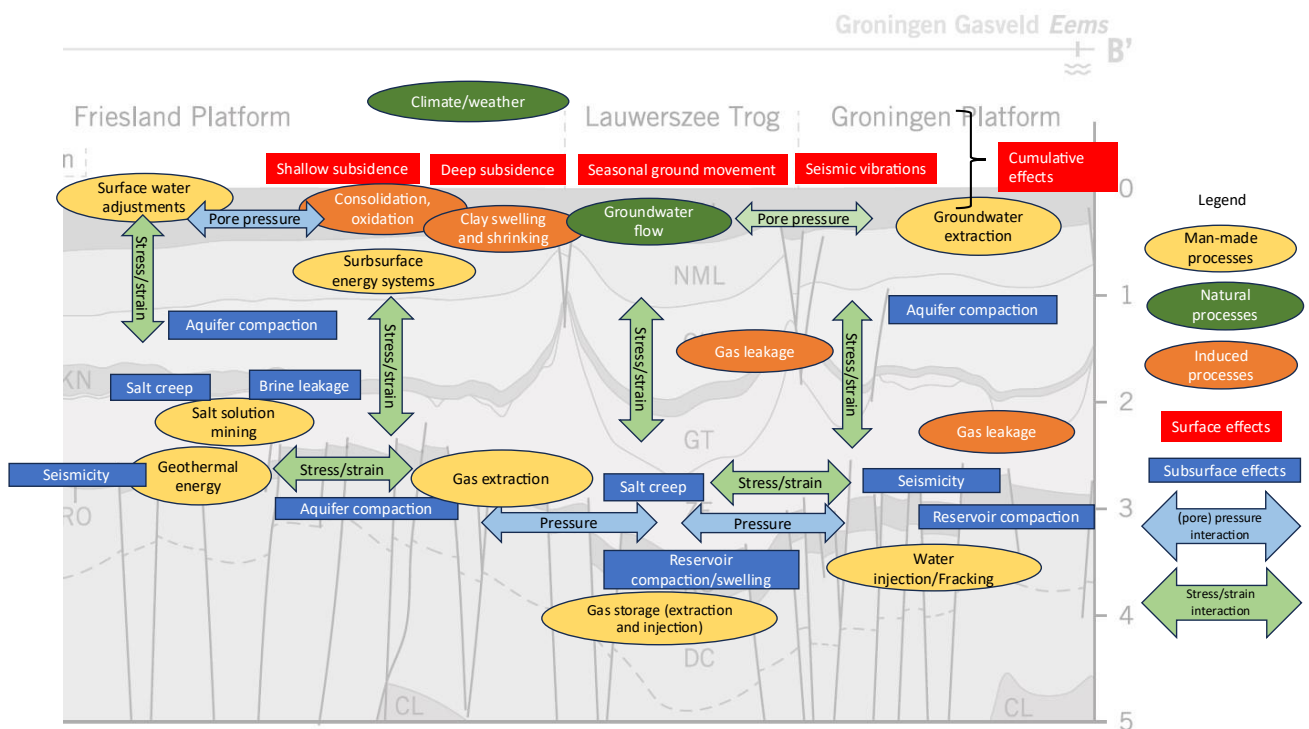 Groningen Gasveld Eems
B'
Climate/weather
Friesland Platform
Lauwerszee Trog
Groningen Platform
n
Shallow subsidence
Deep subsidence
Seasonal ground movement
Seismic vibrations
Cumulative
effects
0
Surface water
adjustments
Pore pressure
Consolidation,
oxidation
Clay swelling
and shrinking
Groundwater
flow
Pore pressure
Groundwater
extraction
Stress/strain
Surbsurface
energy systems
NML
1
Aquifer compaction
Aquifer compaction
Stress/strain
Stress/strain
Stress/strain
Gas leakage
KN
Salt creep
Brine leakage
2
Salt solution
mining
GT
Gas leakage
Seismicity
Geothermal
energy
Stress/strain
Gas extraction
Salt creep
Stress/strain
Seismicity
RO
Aquifer compaction
Pressure
Pressure
Reservoir compaction
3
Reservoir
compaction/swelling
Water
injection/Fracking
Gas storage (extraction
and injection)
4
DC
CL
CL
5
Legend
Man-made
processes
Natural
processes
Induced
processes
Surface effects
Subsurface effects
(pore) pressure
interaction
Stress/strain
interaction